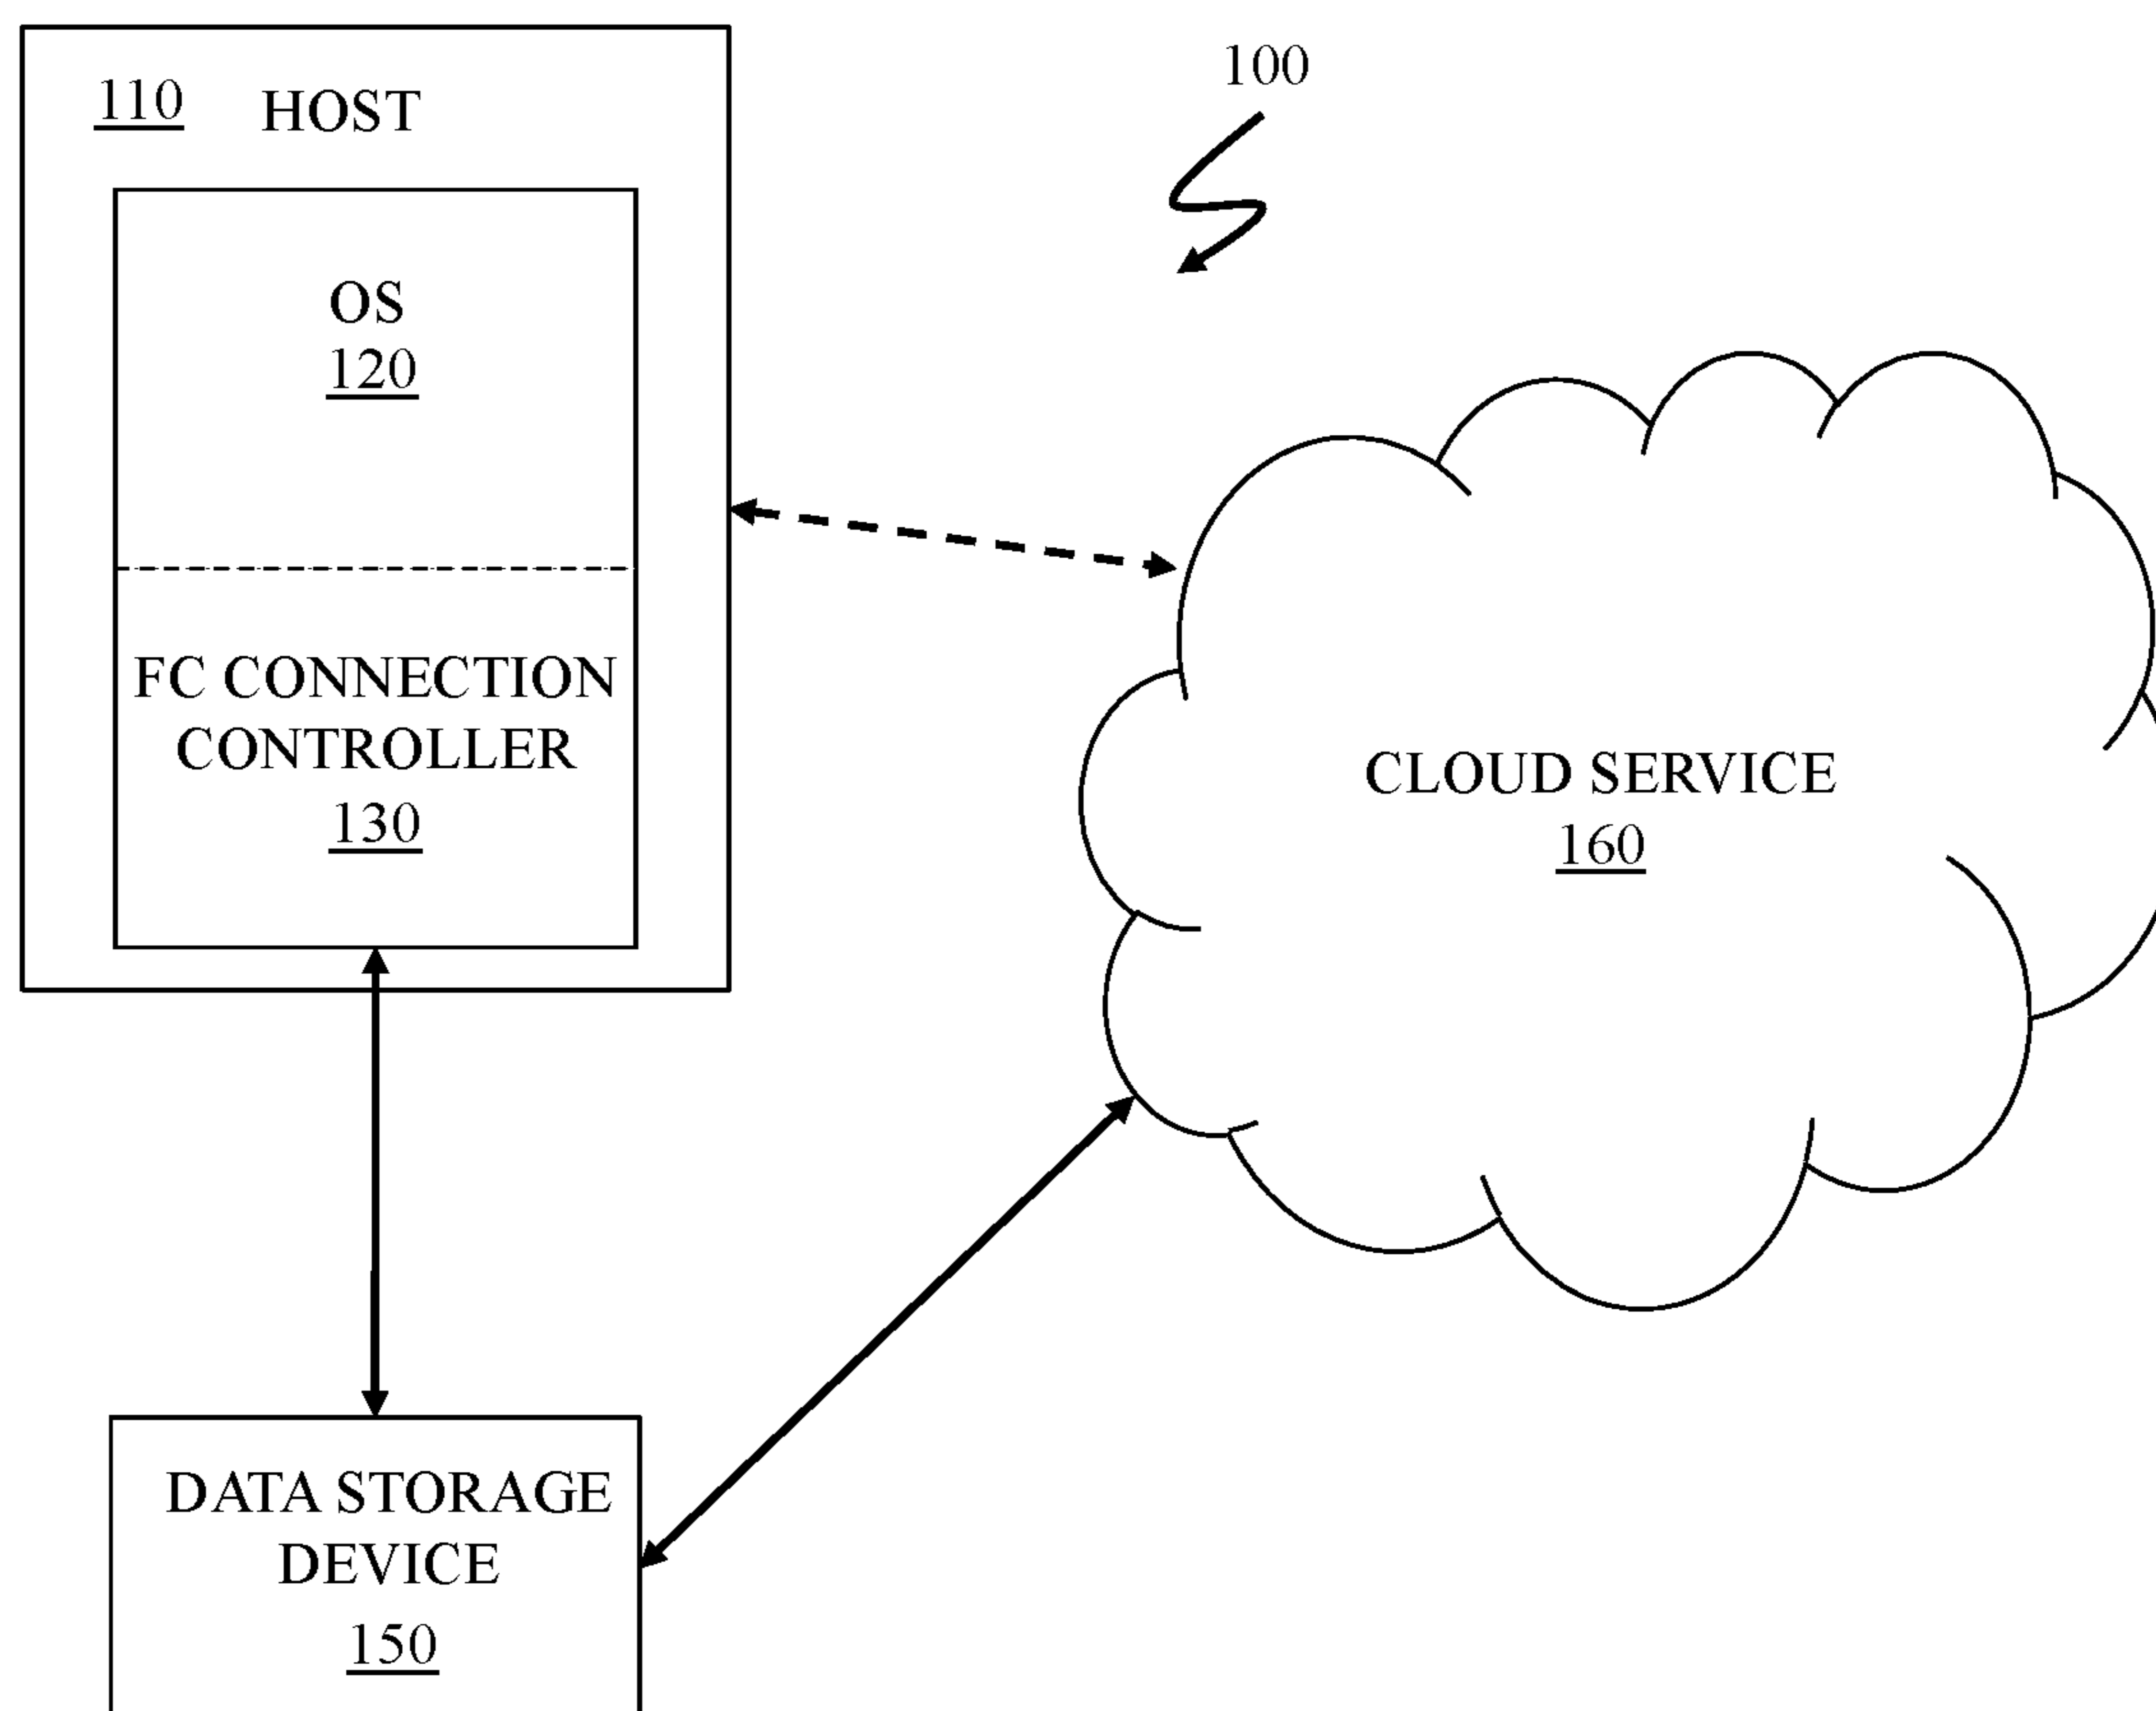 110 HOST
100
OS
120
FC CONNECTION
CONTROLLER
130
CLOUD SERVICE
160
DATA STORAGE
DEVICE
150